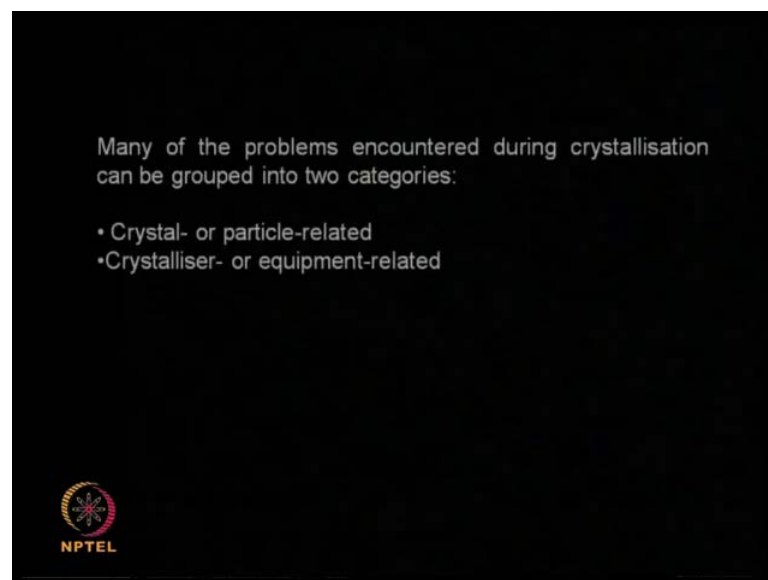 Many of the problems encountered during crystallisation
can be grouped into two categories:
• Crystal- or particle-related
•Crystalliser- or equipment-related
NPTEL